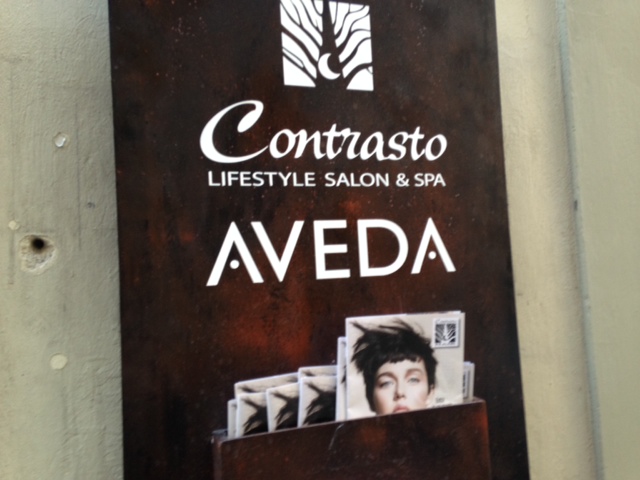 Contrasto
LIFESTYLE SALON & SPA
AVEDA